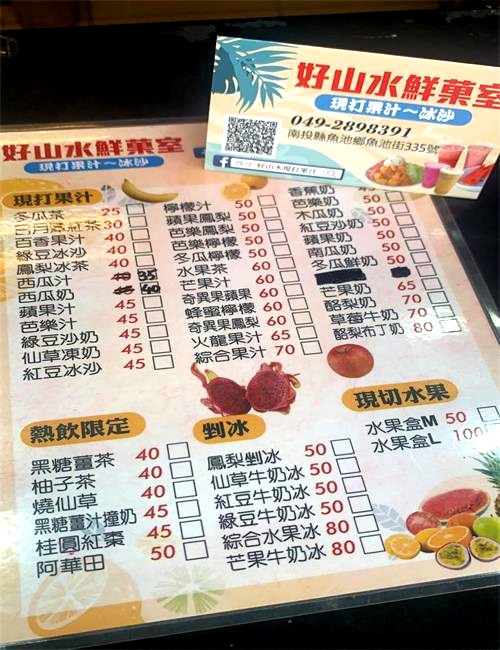 好山水鮮菓室
現打果汁～冰沙
049-2898391
南投縣魚池鄉魚池街335號
好山水鮮菓室
現打果汁～冰沙
現打果汁
冬瓜茶 25
日月潭紅茶 30
百香果汁 40
綠豆冰沙 40
鳳梨冰茶 40
西瓜汁 35
西瓜奶 50
蘋果汁 45
芭樂汁 45
綠豆沙奶 45
仙草凍奶 45
紅豆冰沙 45
檸檬汁 50
蘋果鳳梨 50
芭樂鳳梨 50
芭樂檸檬 50
冬瓜檸檬 50
水果茶 60
芒果汁 60
奇異果蘋果 60
蜂蜜檸檬 60
奇異果鳳梨 60
火龍果汁 65
綜合果汁 70
香蕉奶 45
芭樂奶 50
木瓜奶 50
紅豆沙奶 50
蘋果奶 50
南瓜奶 50
冬瓜鮮奶 50
芒果奶 65
酪梨奶 70
草莓牛奶 70
酪梨布丁奶 80
熱飲限定
黑糖薑茶 40
柚子茶 40
燒仙草 40
黑糖薑汁撞奶 45
桂圓紅棗 45
阿華田 50
剉冰
鳳梨剉冰 50
仙草牛奶冰 50
紅豆牛奶冰 50
綠豆牛奶冰 50
綜合水果冰 80
芒果牛奶冰 80
現切水果
水果盒M 50
水果盒L 100